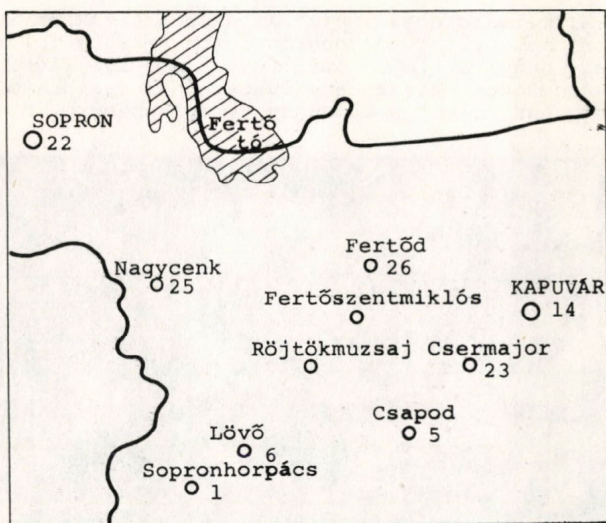 Fertő
tó
SOPRON
22
Fertőd
26
Nagycenk
25
Fertőszentmiklós
KAPUVÁR
14
Röjtökmuzsaj Csermajor
23
Csapod
5
Lövő
6
Sopronhorpács
1